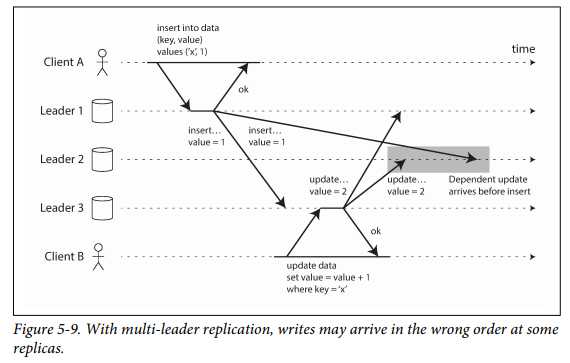 insert into data
(key, value)
values ('x', 1)
time
Client A
ok
Leader 1
insert…
value = 1
insert…
value = 1
Leader 2
update…
value = 2
update…
value = 2
Dependent update
arrives before insert
Leader 3
ok
Client B
update data
set value = value + 1
where key = 'x'
Figure 5-9. With multi-leader replication, writes may arrive in the wrong order at some
replicas.